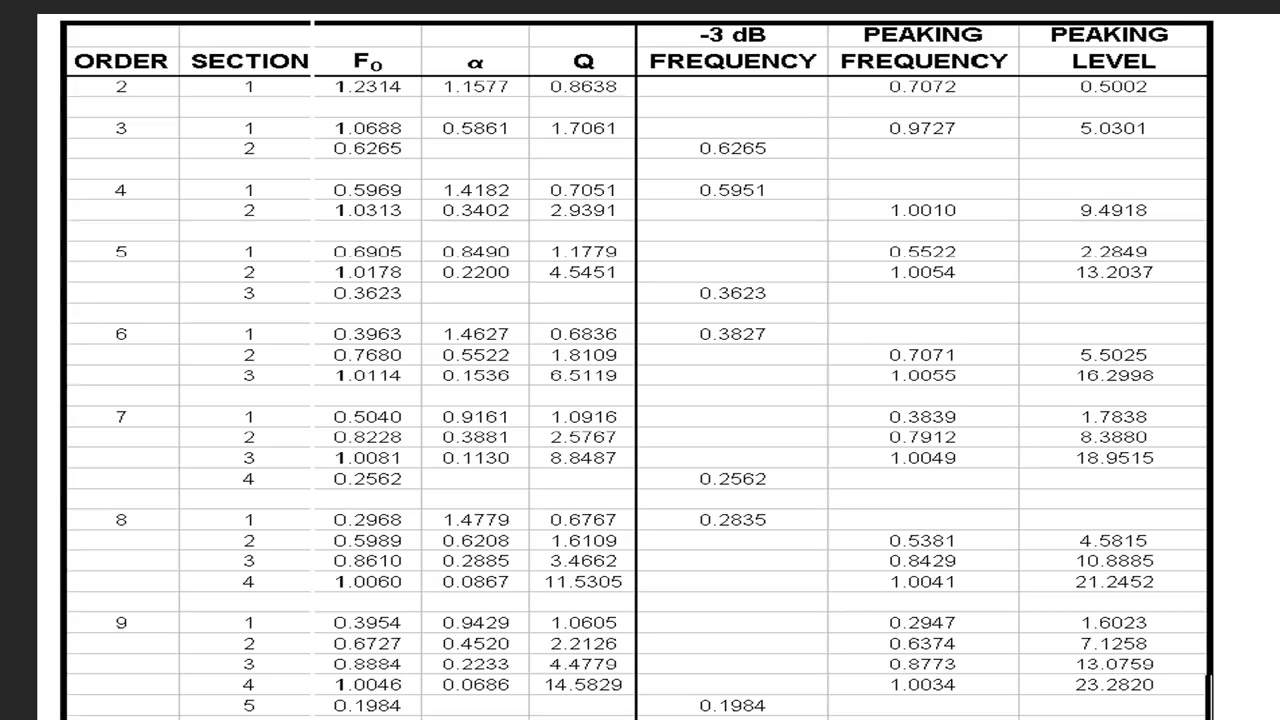 -3 dB PEAKING PEAKING
ORDER SECTION FO α Q FREQUENCY FREQUENCY LEVEL
2 1 1.2314 1.1577 0.8638 0.7072 0.5002
3 1 1.0688 0.5861 1.7061 0.9727 5.0301
2 0.6265 0.6265
4 1 0.5969 1.4182 0.7051 0.5951
2 1.0313 0.3402 2.9391 1.0010 9.4918
5 1 0.6905 0.8490 1.1779 0.5522 2.2849
2 1.0178 0.2200 4.5451 1.0054 13.2037
3 0.3623 0.3623
6 1 0.3963 1.4627 0.6836 0.3827
2 0.7680 0.5522 1.8109 0.7071 5.5025
3 1.0114 0.1536 6.5119 1.0055 16.2998
7 1 0.5040 0.9161 1.0916 0.3839 1.7838
2 0.8228 0.3881 2.5767 0.7912 8.3880
3 1.0081 0.1130 8.8487 1.0049 18.9515
4 0.2562 0.2562
8 1 0.2968 1.4779 0.6767 0.2835
2 0.5989 0.6208 1.6109 0.5381 4.5815
3 0.8610 0.2885 3.4662 0.8429 10.8885
4 1.0060 0.0867 11.5305 1.0041 21.2452
9 1 0.3954 0.9429 1.0605 0.2947 1.6023
2 0.6727 0.4520 2.2126 0.6374 7.1258
3 0.8884 0.2233 4.4779 0.8773 13.0759
4 1.0046 0.0686 14.5829 1.0034 23.2820
5 0.1984 0.1984